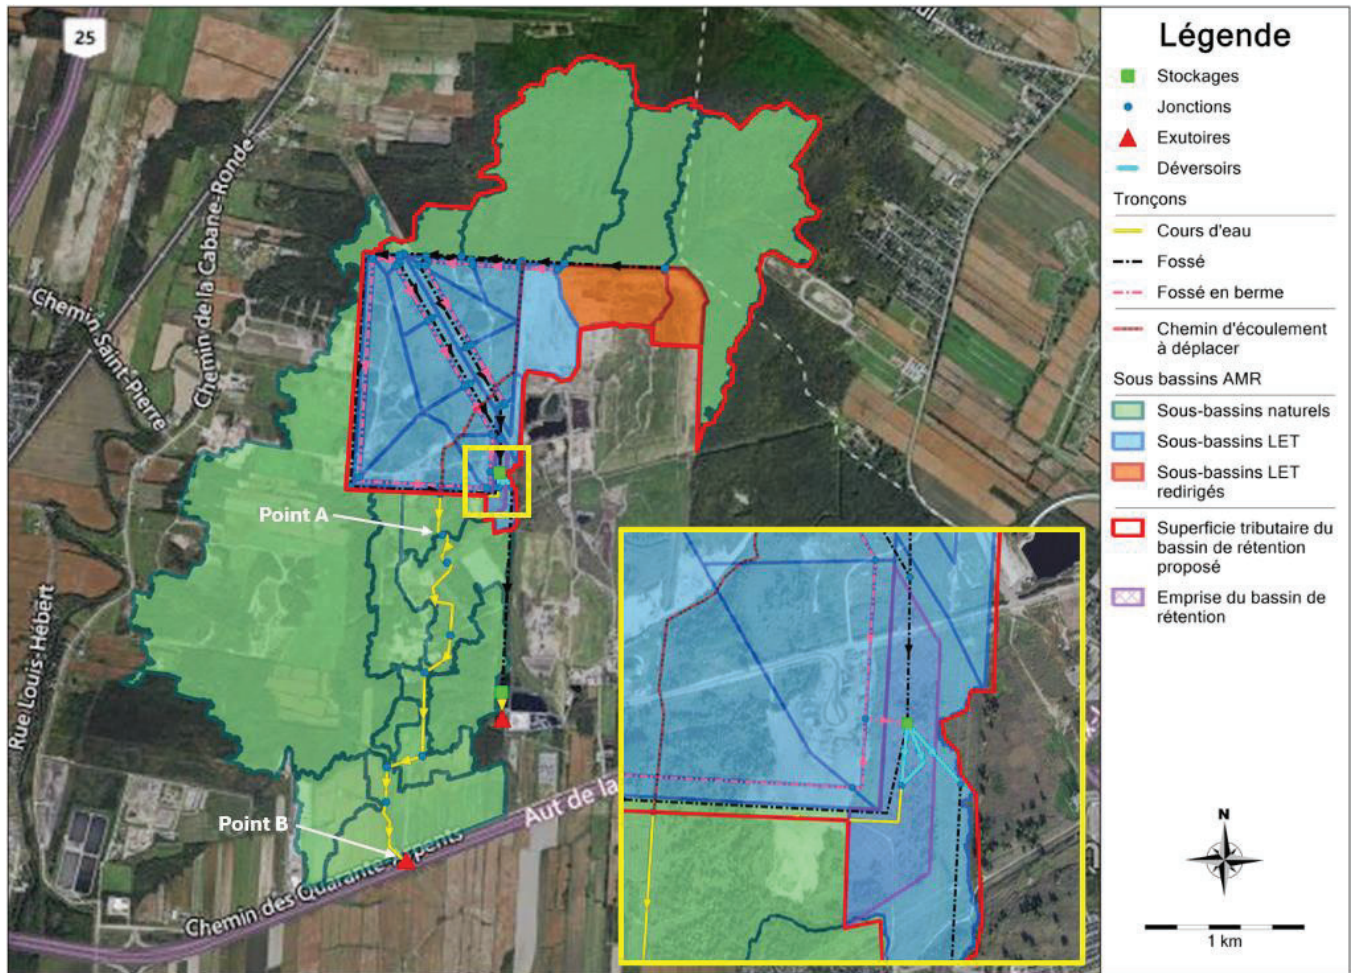 25
Chemin de la Cabane-Ronde
Chemin Saint-Pierre
Rue Louis-Hébert
Point A
Point B
Aut de la
Chemin des Quarante-Arpents
Légende
Stockages
Jonctions
Exutoires
Déversoirs
Tronçons
Cours d'eau
Fossé
Fossé en berme
Chemin d'écoulement
à déplacer
Sous bassins AMR
Sous-bassins naturels
Sous-bassins LET
Sous-bassins LET
redirigés
Superficie tributaire du
bassin de rétention
proposé
Emprise du bassin de
rétention
N
1 km